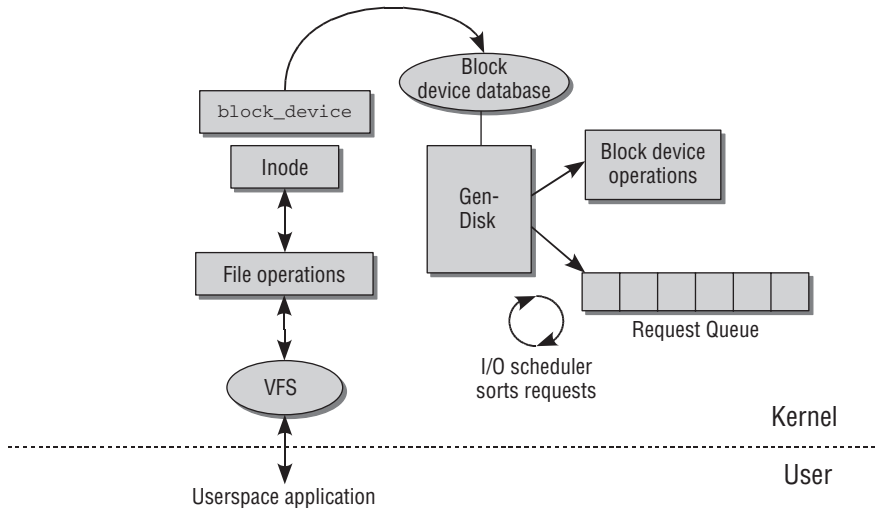 Block
device database
block_device
Inode
Gen-
Disk
Block device
operations
File operations
Request Queue
I/O scheduler
sorts requests
VFS
Kernel
User
Userspace application